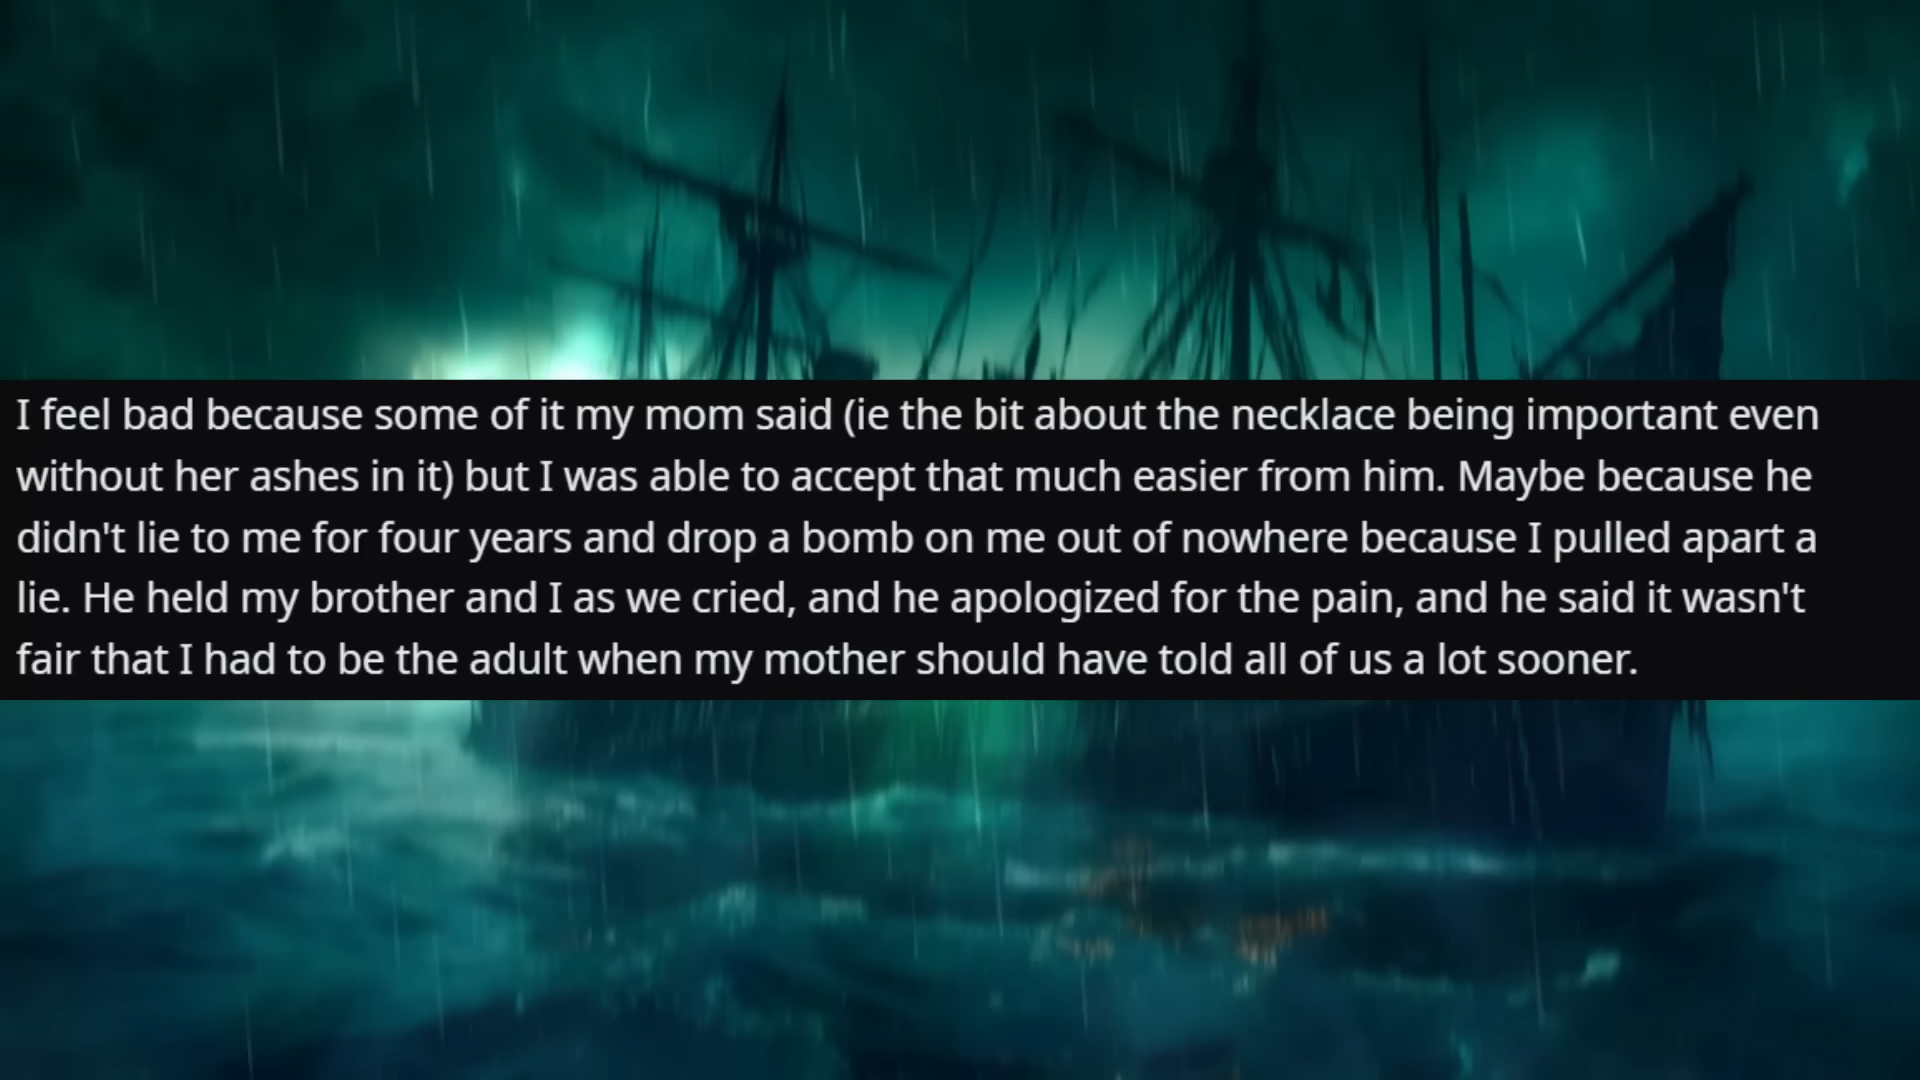 I feel bad because some of it my mom said (ie the bit about the necklace being important even
without her ashes in it) but I was able to accept that much easier from him. Maybe because he
didn't lie to me for four years and drop a bomb on me out of nowhere because I pulled apart a
lie. He held my brother and I as we cried, and he apologized for the pain, and he said it wasn't
fair that I had to be the adult when my mother should have told all of us a lot sooner.